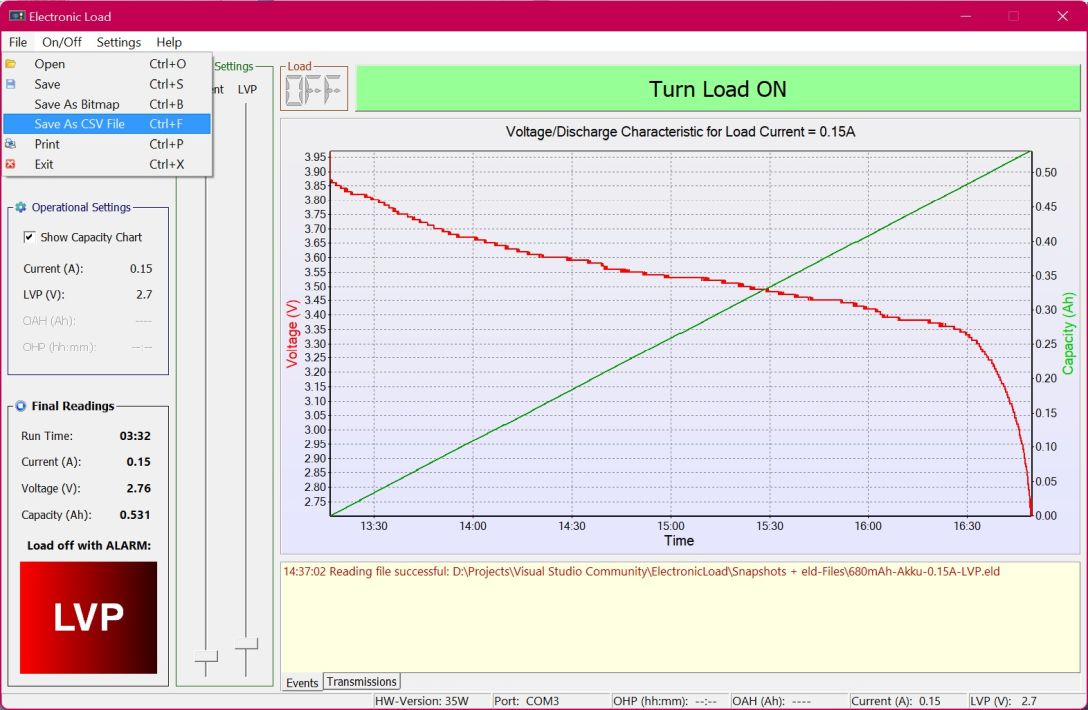 Electronic Load
File On/Off Settings Help
Open Ctrl+O
Save Ctrl+S
Save As Bitmap Ctrl+B
Save As CSV File Ctrl+F
Print Ctrl+P
Exit Ctrl+X
Settings
LVP
Load
OFF
Turn Load ON
Operational Settings
Show Capacity Chart
Current (A): 0.15
LVP (V): 2.7
OAH (Ah): ----
OHP (hh:mm): --:--
Final Readings
Run Time: 03:32
Current (A): 0.15
Voltage (V): 2.76
Capacity (Ah): 0.531
Load off with ALARM:
LVP
Voltage/Discharge Characteristic for Load Current = 0.15A
Voltage (V)
3.95
3.90
3.85
3.80
3.75
3.70
3.65
3.60
3.55
3.50
3.45
3.40
3.35
3.30
3.25
3.20
3.15
3.10
3.05
3.00
2.95
2.90
2.85
2.80
2.75
0.50
0.45
0.40
0.35
0.30
0.25
0.20
0.15
0.10
0.05
0.00
Capacity (Ah)
13:30 14:00 14:30 15:00 15:30 16:00 16:30
Time
14:37:02 Reading file successful: D:\Projects\Visual Studio Community\ElectronicLoad\Snapshots + eld-Files\680mAh-Akku-0.15A-LVP.eld
Events Transmissions
HW-Version: 35W Port: COM3 OHP (hh:mm): --:-- OAH (Ah): ---- Current (A): 0.15 LVP (V): 2.7